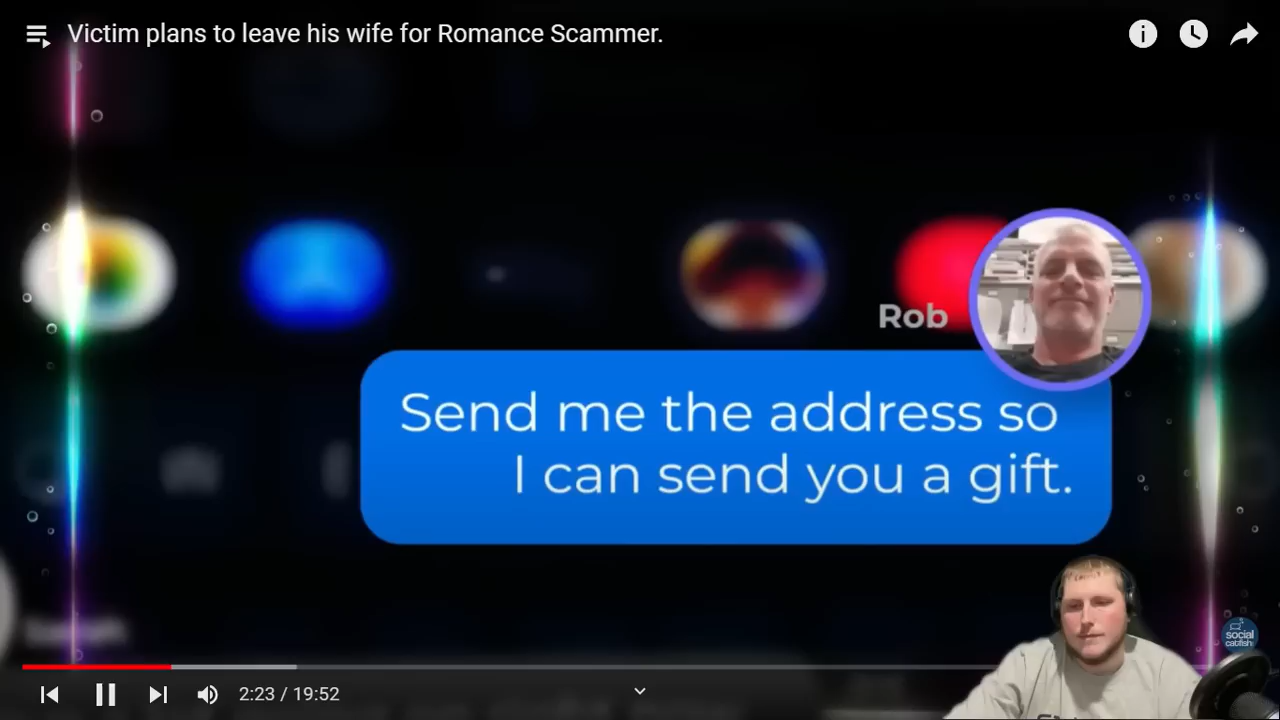 Victim plans to leave his wife for Romance Scammer.
Rob
Send me the address so
I can send you a gift.
social
catfish
2:23 / 19:52